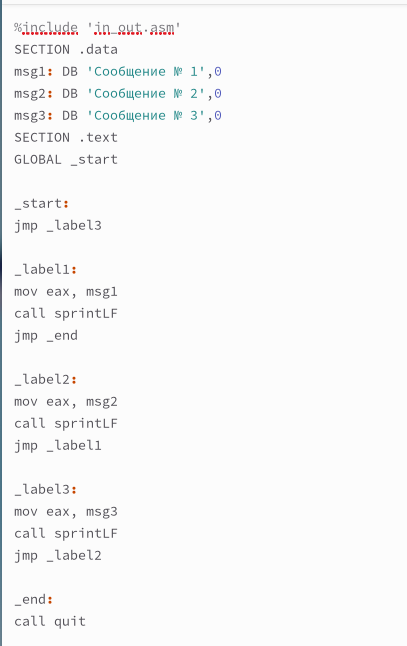 %include 'in_out.asm'
SECTION .data
msg1: DB 'Сообщение № 1',0
msg2: DB 'Сообщение № 2',0
msg3: DB 'Сообщение № 3',0
SECTION .text
GLOBAL _start
_start:
jmp _label3
_label1:
mov eax, msg1
call sprintLF
jmp _end
_label2:
mov eax, msg2
call sprintLF
jmp _label1
_label3:
mov eax, msg3
call sprintLF
jmp _label2
_end:
call quit